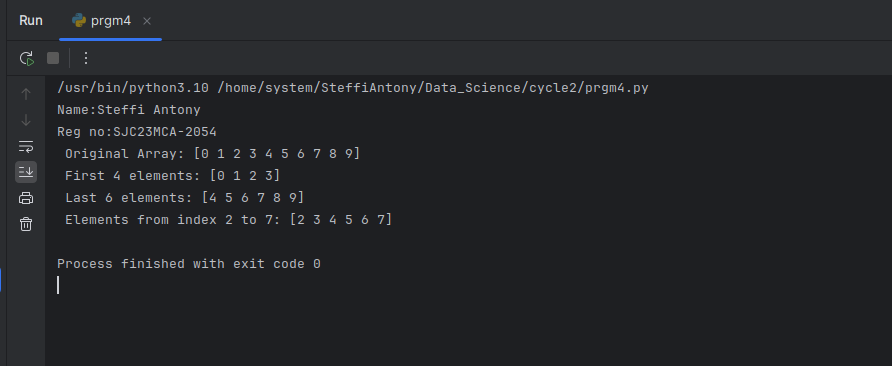 Run prgm4
/usr/bin/python3.10 /home/system/SteffiAntony/Data_Science/cycle2/prgm4.py
Name:Steffi Antony
Reg no:SJC23MCA-2054
Original Array: [0 1 2 3 4 5 6 7 8 9]
First 4 elements: [0 1 2 3]
Last 6 elements: [4 5 6 7 8 9]
Elements from index 2 to 7: [2 3 4 5 6 7]
Process finished with exit code 0